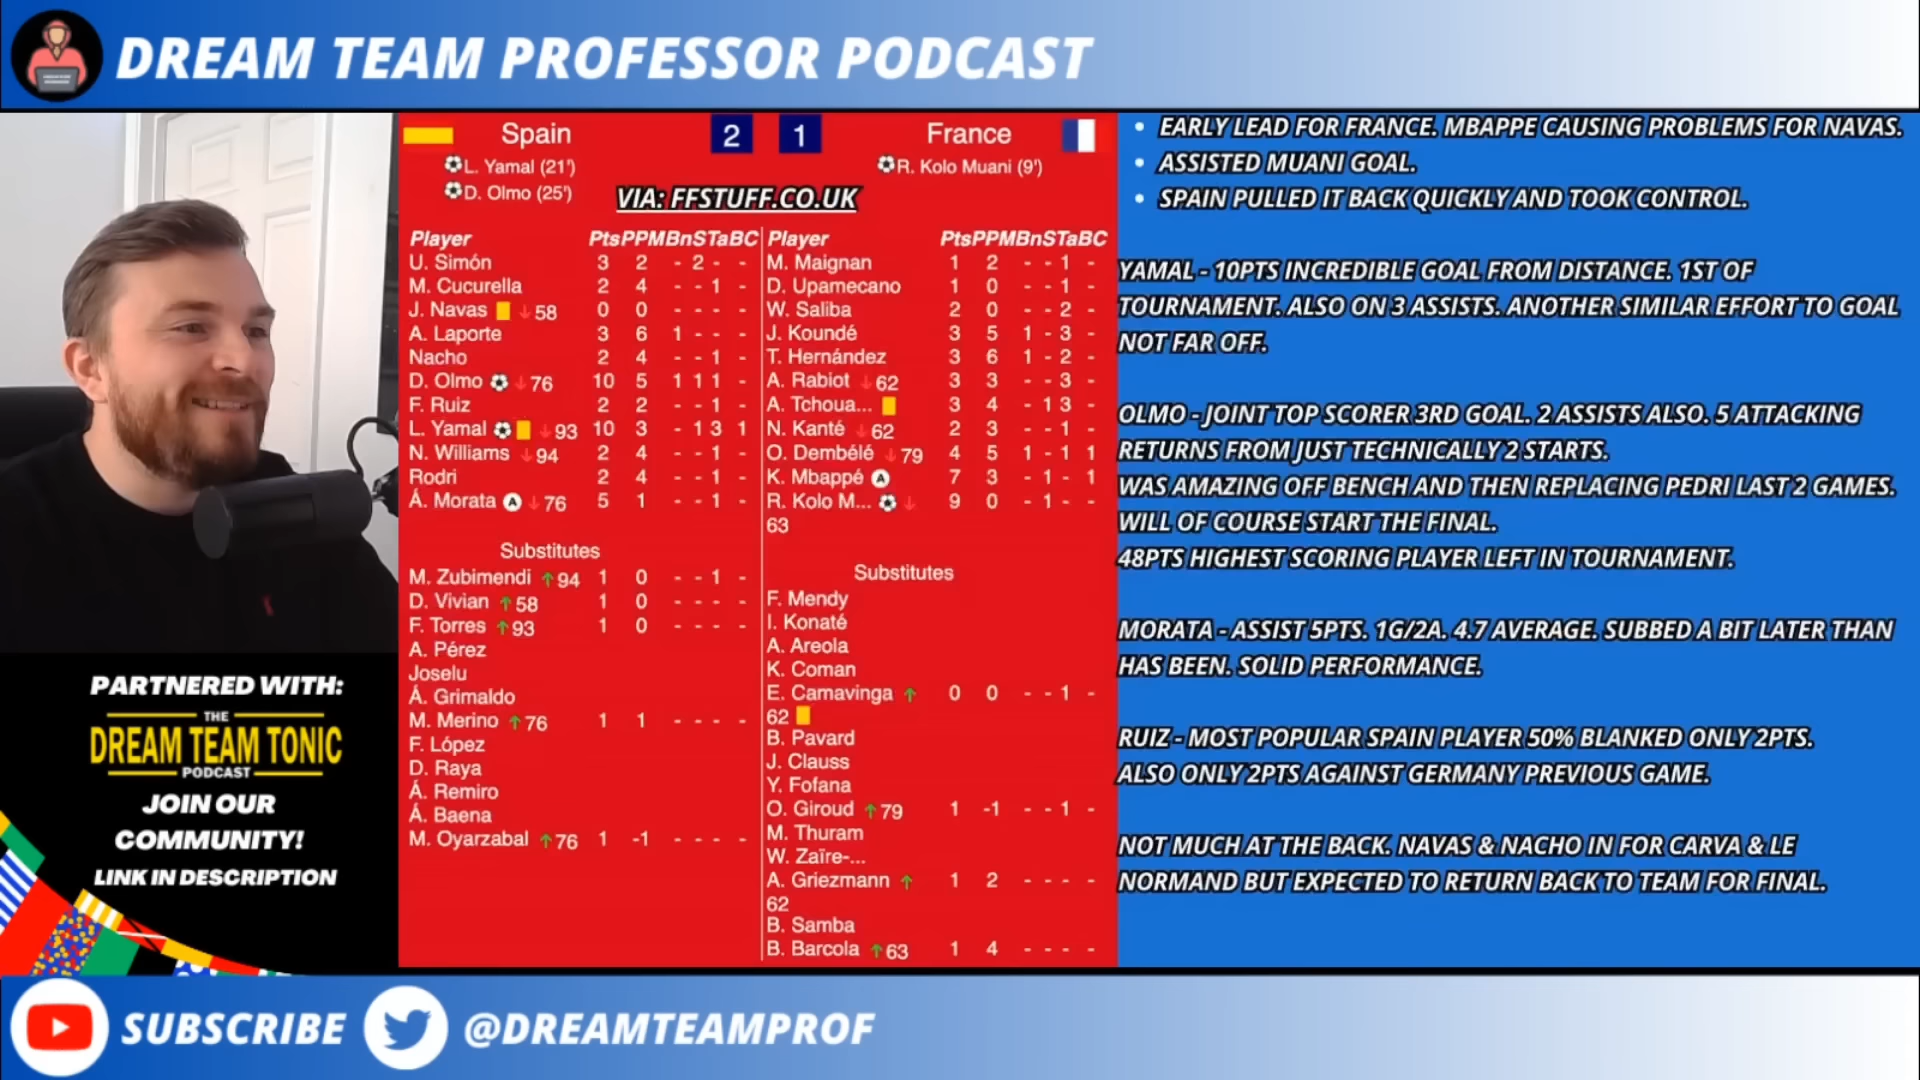 DREAM TEAM PROFESSOR PODCAST
Spain 2 1 France
L. Yamal (21') R. Kolo Muani (9')
D. Olmo (25')
VIA: FFSTUFF.CO.UK
Player Pts PPM Bn S Ta BC
U. Simón 3 2 - 2 - -
M. Cucurella 2 4 - - 1 -
J. Navas 58 0 0 - - - -
A. Laporte 3 6 1 - - -
Nacho 2 4 - - 1 -
D. Olmo 76 10 5 1 1 1 -
F. Ruiz 2 2 - - 1 -
L. Yamal 93 10 3 - 1 3 1
N. Williams 94 2 4 - - 1 -
Rodri 2 4 - - 1 -
Á. Morata A 76 5 1 - - 1 -
Substitutes
M. Zubimendi 94 1 0 - - 1 -
D. Vivian 58 1 0 - - - -
F. Torres 93 1 0 - - - -
A. Pérez
Joselu
Á. Grimaldo
M. Merino 76 1 1 - - - -
F. López
D. Raya
Á. Remiro
Á. Baena
M. Oyarzabal 76 1 -1 - - - -
Player Pts PPM Bn S Ta BC
M. Maignan 1 2 - - 1 -
D. Upamecano 1 0 - - 1 -
W. Saliba 2 0 - - 2 -
J. Koundé 3 5 1 - 3 -
T. Hernández 3 6 1 - 2 -
A. Rabiot 62 3 3 - - 3 -
A. Tchoua... 3 4 - 1 3 -
N. Kanté 62 2 3 - - 1 -
O. Dembélé 79 4 5 1 - 1 1
K. Mbappé A 7 3 - 1 - 1
R. Kolo M... 9 0 - 1 - -
63
Substitutes
F. Mendy
I. Konaté
A. Areola
K. Coman
E. Camavinga 0 0 - - 1 -
62
B. Pavard
J. Clauss
Y. Fofana
O. Giroud 79 1 -1 - - 1 -
M. Thuram
W. Zaïre-...
A. Griezmann 1 2 - - - -
62
B. Samba
B. Barcola 63 1 4 - - - -
• EARLY LEAD FOR FRANCE. MBAPPE CAUSING PROBLEMS FOR NAVAS.
• ASSISTED MUANI GOAL.
• SPAIN PULLED IT BACK QUICKLY AND TOOK CONTROL.
YAMAL - 10PTS INCREDIBLE GOAL FROM DISTANCE. 1ST OF
TOURNAMENT. ALSO ON 3 ASSISTS. ANOTHER SIMILAR EFFORT TO GOAL
NOT FAR OFF.
OLMO - JOINT TOP SCORER 3RD GOAL. 2 ASSISTS ALSO. 5 ATTACKING
RETURNS FROM JUST TECHNICALLY 2 STARTS.
WAS AMAZING OFF BENCH AND THEN REPLACING PEDRI LAST 2 GAMES.
WILL OF COURSE START THE FINAL.
48PTS HIGHEST SCORING PLAYER LEFT IN TOURNAMENT.
MORATA - ASSIST 5PTS. 1G/2A. 4.7 AVERAGE. SUBBED A BIT LATER THAN
HAS BEEN. SOLID PERFORMANCE.
RUIZ - MOST POPULAR SPAIN PLAYER 50% BLANKED ONLY 2PTS.
ALSO ONLY 2PTS AGAINST GERMANY PREVIOUS GAME.
NOT MUCH AT THE BACK. NAVAS & NACHO IN FOR CARVA & LE
NORMAND BUT EXPECTED TO RETURN BACK TO TEAM FOR FINAL.
PARTNERED WITH:
THE
DREAM TEAM TONIC
PODCAST
JOIN OUR
COMMUNITY!
LINK IN DESCRIPTION
SUBSCRIBE @DREAMTEAMPROF